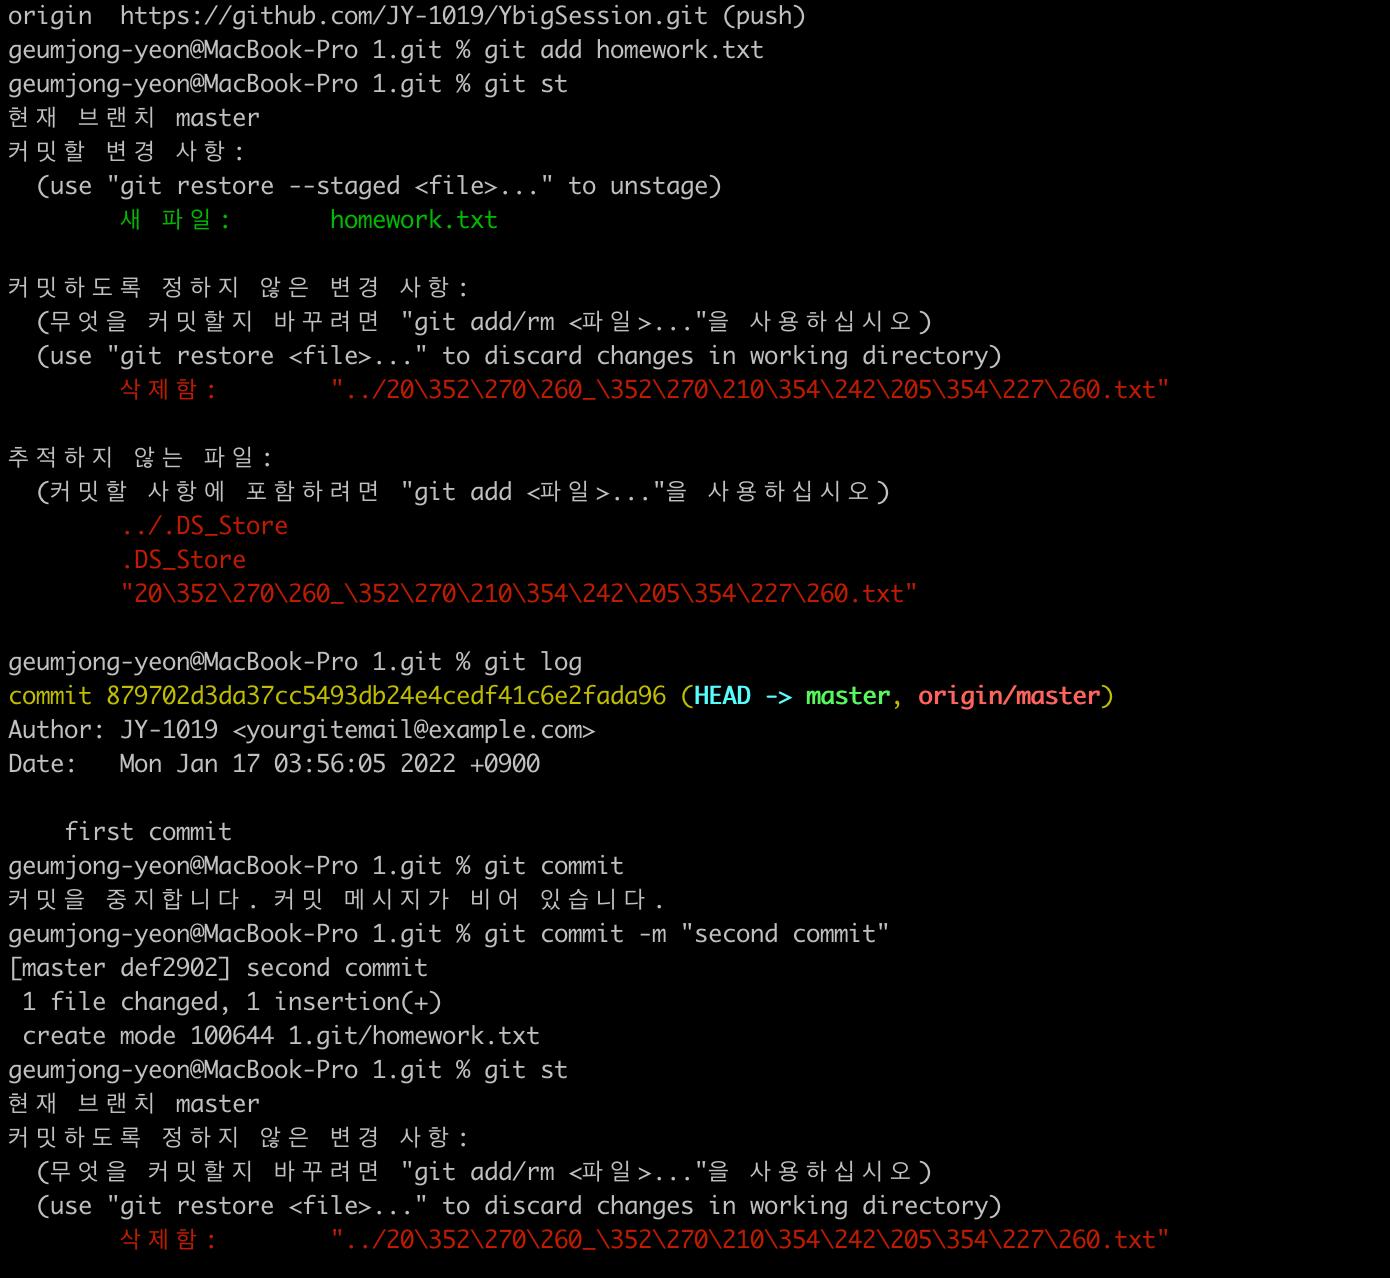 origin  https://github.com/JY-1019/YbigSession.git (push)
geumjong-yeon@MacBook-Pro 1.git % git add homework.txt
geumjong-yeon@MacBook-Pro 1.git % git st
현재 브랜치 master
커밋할 변경 사항:
  (use "git restore --staged <file>..." to unstage)
        새 파일:       homework.txt

커밋하도록 정하지 않은 변경 사항:
  (무엇을 커밋할지 바꾸려면 "git add/rm <파일>..."을 사용하십시오)
  (use "git restore <file>..." to discard changes in working directory)
        삭제함:        "../20\352\270\260_\352\270\210\354\242\205\354\227\260.txt"

추적하지 않는 파일:
  (커밋할 사항에 포함하려면 "git add <파일>..."을 사용하십시오)
        ../.DS_Store
        .DS_Store
        "20\352\270\260_\352\270\210\354\242\205\354\227\260.txt"

geumjong-yeon@MacBook-Pro 1.git % git log
commit 879702d3da37cc5493db24e4cedf41c6e2fada96 (HEAD -> master, origin/master)
Author: JY-1019 <yourgitemail@example.com>
Date:   Mon Jan 17 03:56:05 2022 +0900

    first commit
geumjong-yeon@MacBook-Pro 1.git % git commit
커밋을 중지합니다. 커밋 메시지가 비어 있습니다.
geumjong-yeon@MacBook-Pro 1.git % git commit -m "second commit"
[master def2902] second commit
 1 file changed, 1 insertion(+)
 create mode 100644 1.git/homework.txt
geumjong-yeon@MacBook-Pro 1.git % git st
현재 브랜치 master
커밋하도록 정하지 않은 변경 사항:
  (무엇을 커밋할지 바꾸려면 "git add/rm <파일>..."을 사용하십시오)
  (use "git restore <file>..." to discard changes in working directory)
        삭제함:        "../20\352\270\260_\352\270\210\354\242\205\354\227\260.txt"